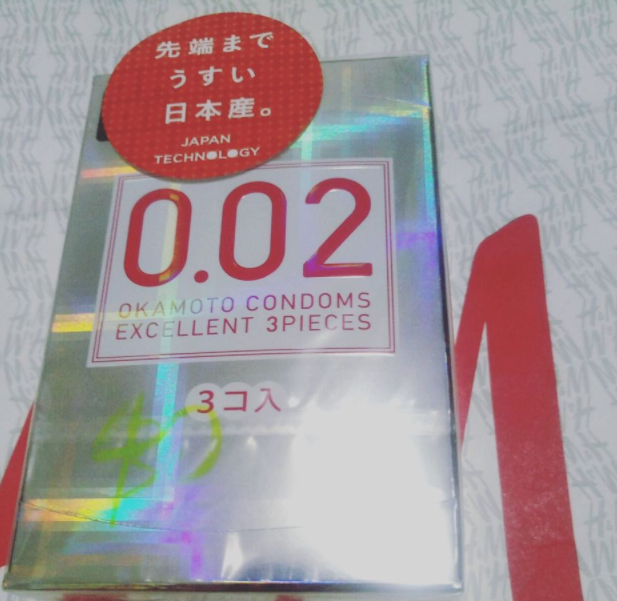 先端まで
うすい
日本産。
JAPAN
TECHNOLOGY
0.02
OKAMOTO CONDOMS
EXCELLENT 3PIECES
3コ入